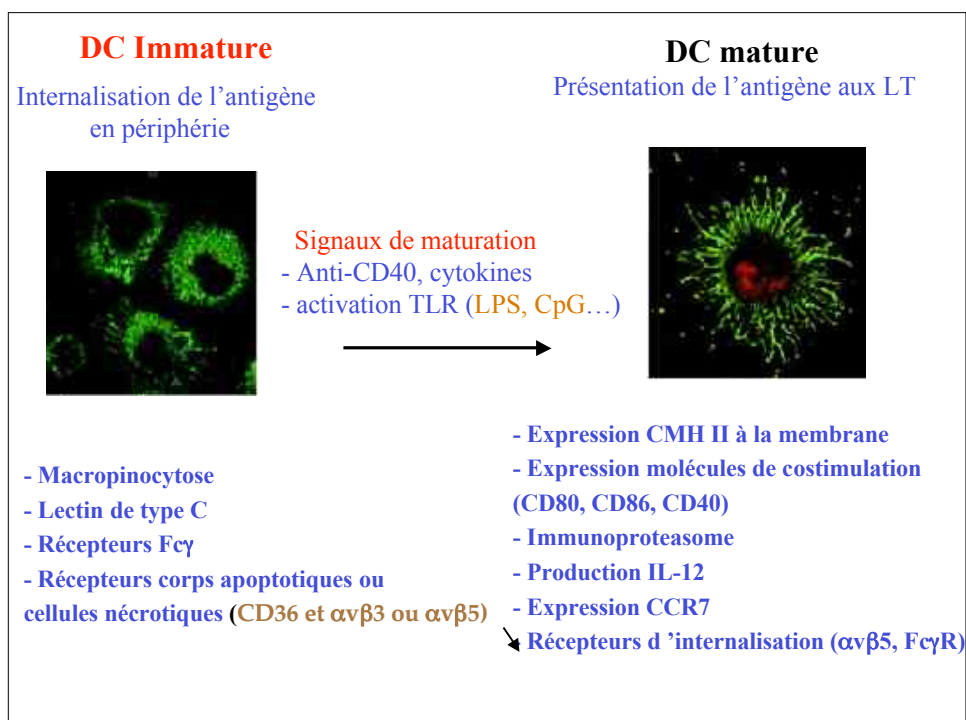 DC Immature
Internalisation de l'antigène
en périphérie
DC mature
Présentation de l'antigène aux LT
Signaux de maturation
- Anti-CD40, cytokines
- activation TLR (LPS, CpG…)
- Macropinocytose
- Lectin de type C
- Récepteurs Fcγ
- Récepteurs corps apoptotiques ou
cellules nécrotiques (CD36 et αvβ3 ou αvβ5)
- Expression CMH II à la membrane
- Expression molécules de costimulation
(CD80, CD86, CD40)
- Immunoproteasome
- Production IL-12
- Expression CCR7
- Récepteurs d ’internalisation (αvβ5, FcγR)